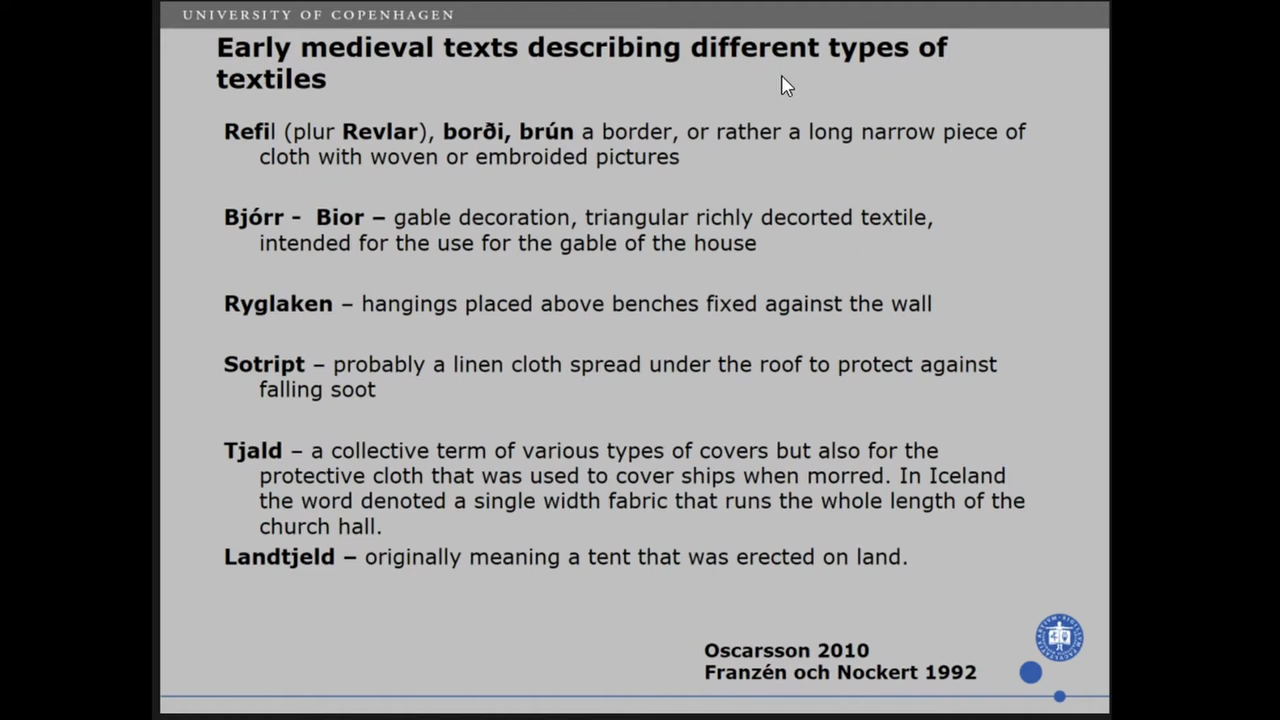 UNIVERSITY OF COPENHAGEN
Early medieval texts describing different types of
textiles
Refil (plur Revlar), borði, brún a border, or rather a long narrow piece of
cloth with woven or embroided pictures
Bjórr - Bior – gable decoration, triangular richly decorted textile,
intended for the use for the gable of the house
Ryglaken – hangings placed above benches fixed against the wall
Sotript – probably a linen cloth spread under the roof to protect against
falling soot
Tjald – a collective term of various types of covers but also for the
protective cloth that was used to cover ships when morred. In Iceland
the word denoted a single width fabric that runs the whole length of the
church hall.
Landtjeld – originally meaning a tent that was erected on land.
Oscarsson 2010
Franzén och Nockert 1992